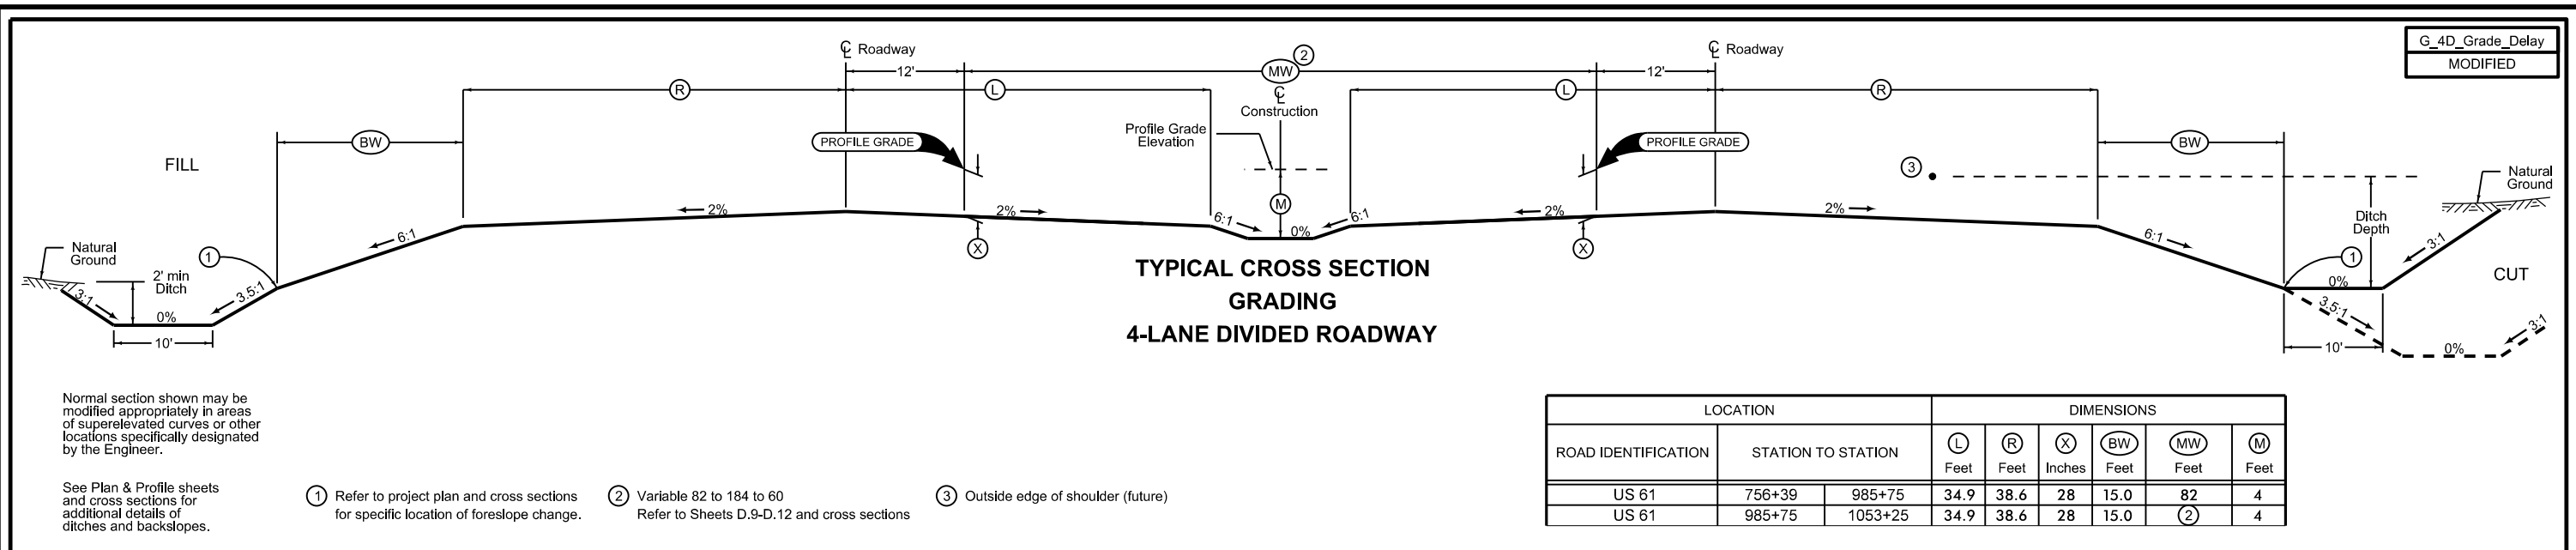 G_4D_Grade_Delay
MODIFIED
℄ Roadway
℄ Roadway
12'
MW
2
12'
R
L
℄
Construction
L
R
BW
PROFILE GRADE
Profile Grade
Elevation
PROFILE GRADE
BW
FILL
3
Natural
Ground
M
2%
2%
6:1
0%
6:1
2%
2%
Ditch
Depth
6:1
X
X
6:1
3:1
Natural
Ground
1
1
2' min
Ditch
CUT
3:1
3.5:1
0%
0%
3.5:1
3:1
10'
10'
0%
TYPICAL CROSS SECTION
GRADING
4-LANE DIVIDED ROADWAY
Normal section shown may be
modified appropriately in areas
of superelevated curves or other
locations specifically designated
by the Engineer.
See Plan & Profile sheets
and cross sections for
additional details of
ditches and backslopes.
1 Refer to project plan and cross sections
for specific location of foreslope change.
2 Variable 82 to 184 to 60
Refer to Sheets D.9-D.12 and cross sections
3 Outside edge of shoulder (future)
LOCATION DIMENSIONS
ROAD IDENTIFICATION STATION TO STATION L R X BW MW M
Feet Feet Inches Feet Feet Feet
US 61 756+39 985+75 34.9 38.6 28 15.0 82 4
US 61 985+75 1053+25 34.9 38.6 28 15.0 2 4